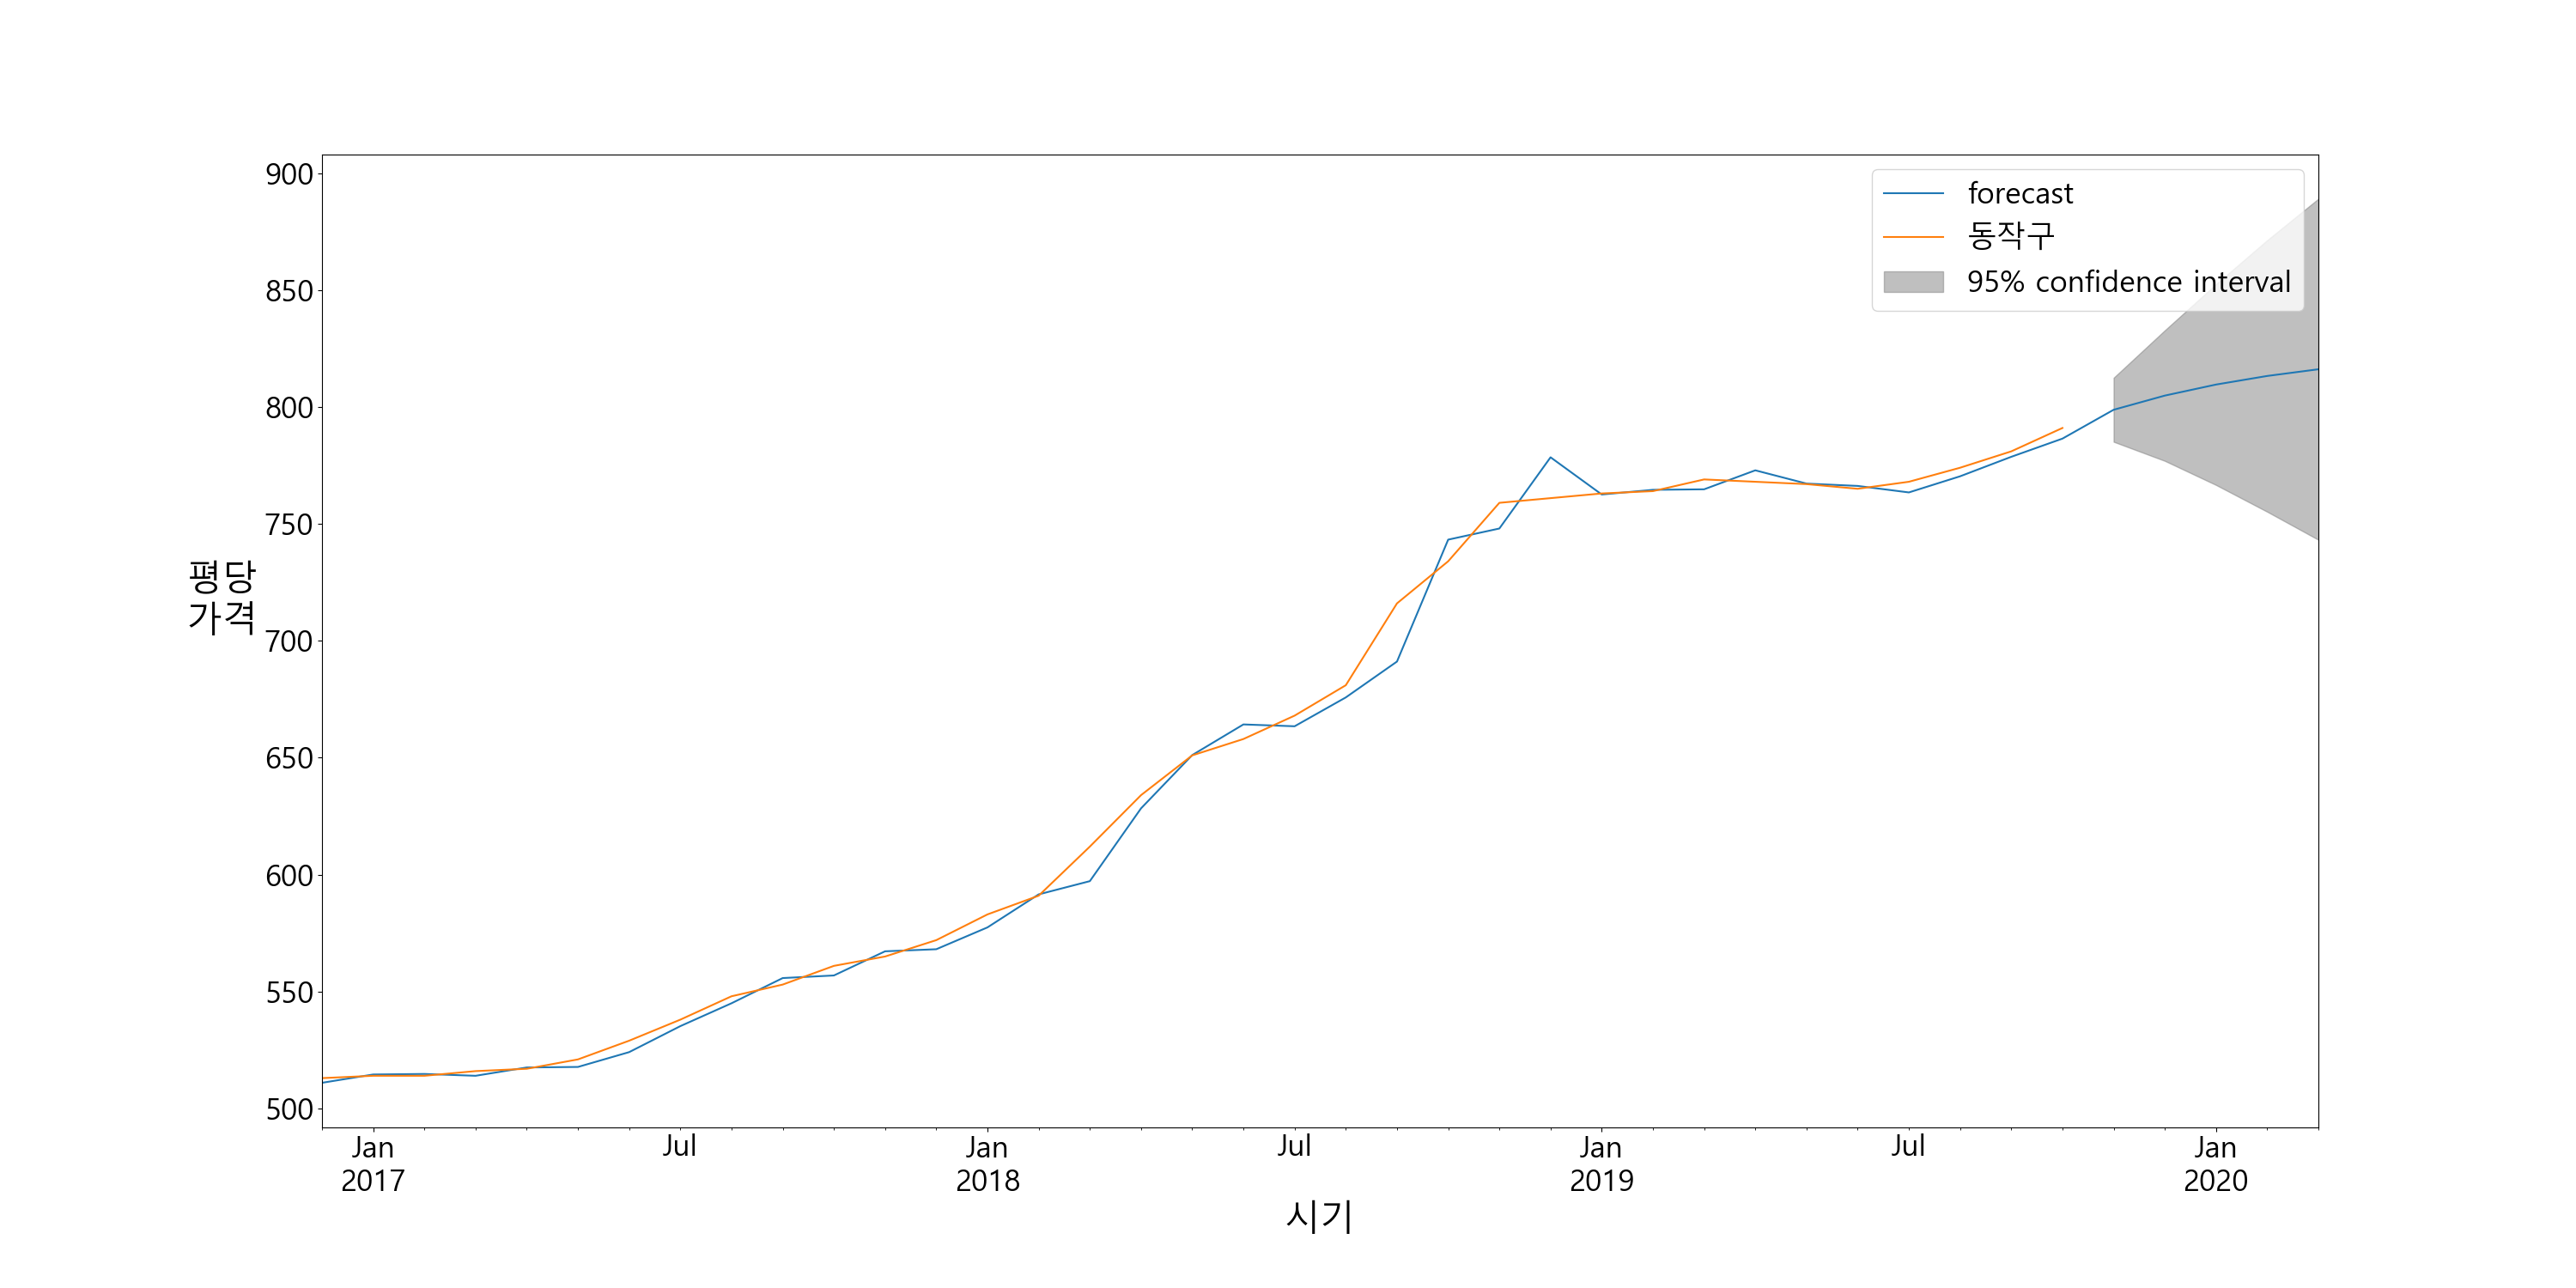 900
850
800
750
700
650
600
550
500
평당
가격
forecast
동작구
95% confidence interval
Jan
2017
Jul
Jan
2018
Jul
Jan
2019
Jul
Jan
2020
시기